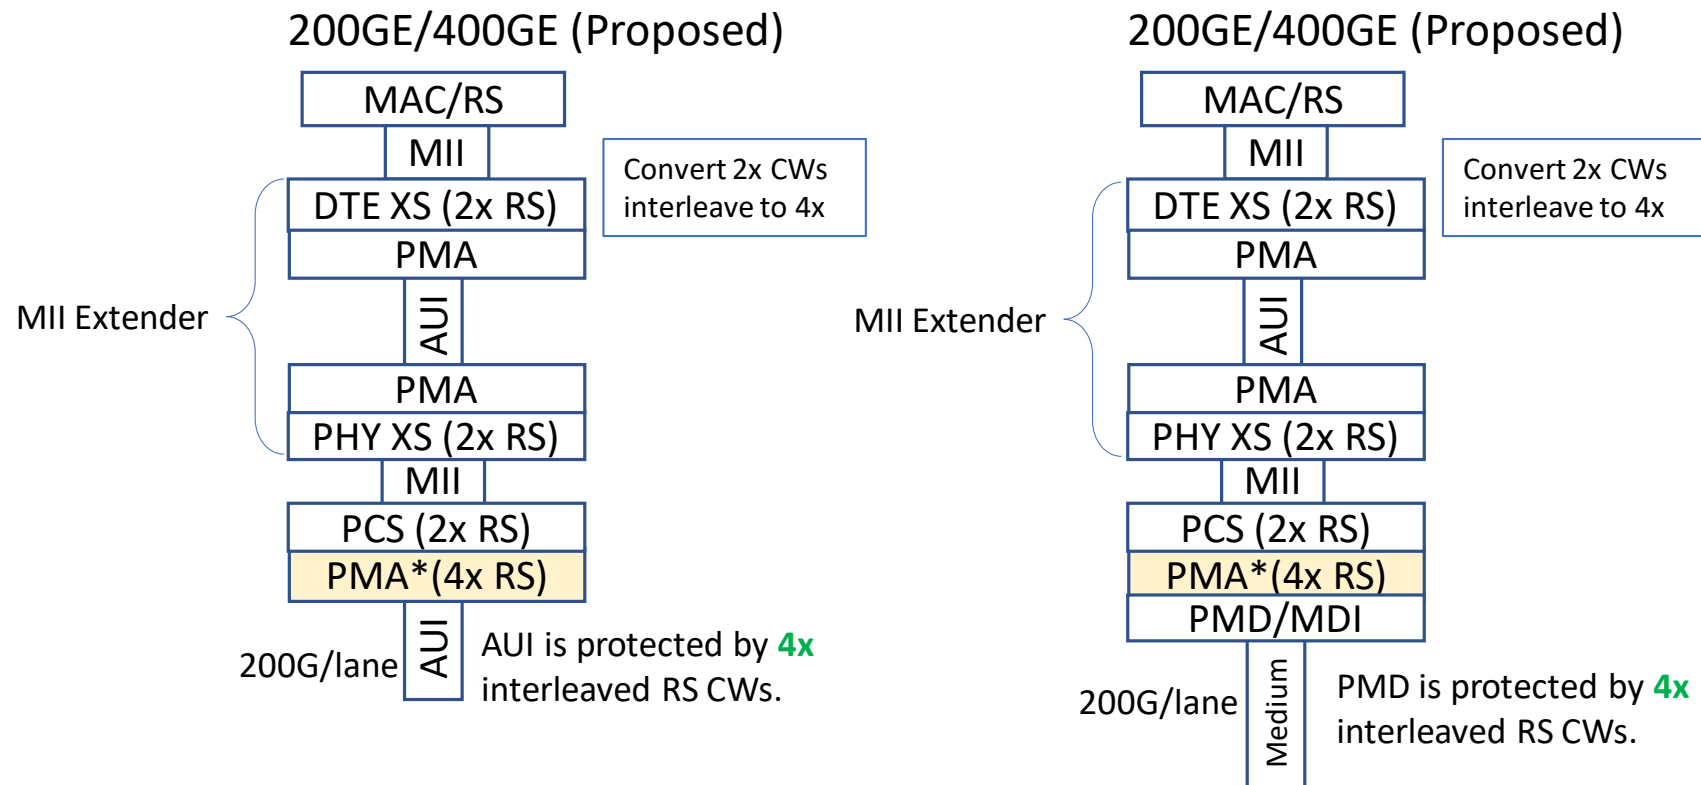 200GE/400GE (Proposed)
MAC/RS
MII
Convert 2x CWs
interleave to 4x
DTE XS (2x RS)
PMA
MII Extender
AUI
PMA
PHY XS (2x RS)
MII
PCS (2x RS)
PMA*(4x RS)
AUI
200G/lane
AUI is protected by 4x
interleaved RS CWs.
200GE/400GE (Proposed)
MAC/RS
MII
Convert 2x CWs
interleave to 4x
DTE XS (2x RS)
PMA
MII Extender
AUI
PMA
PHY XS (2x RS)
MII
PCS (2x RS)
PMA*(4x RS)
PMD/MDI
Medium
200G/lane
PMD is protected by 4x
interleaved RS CWs.